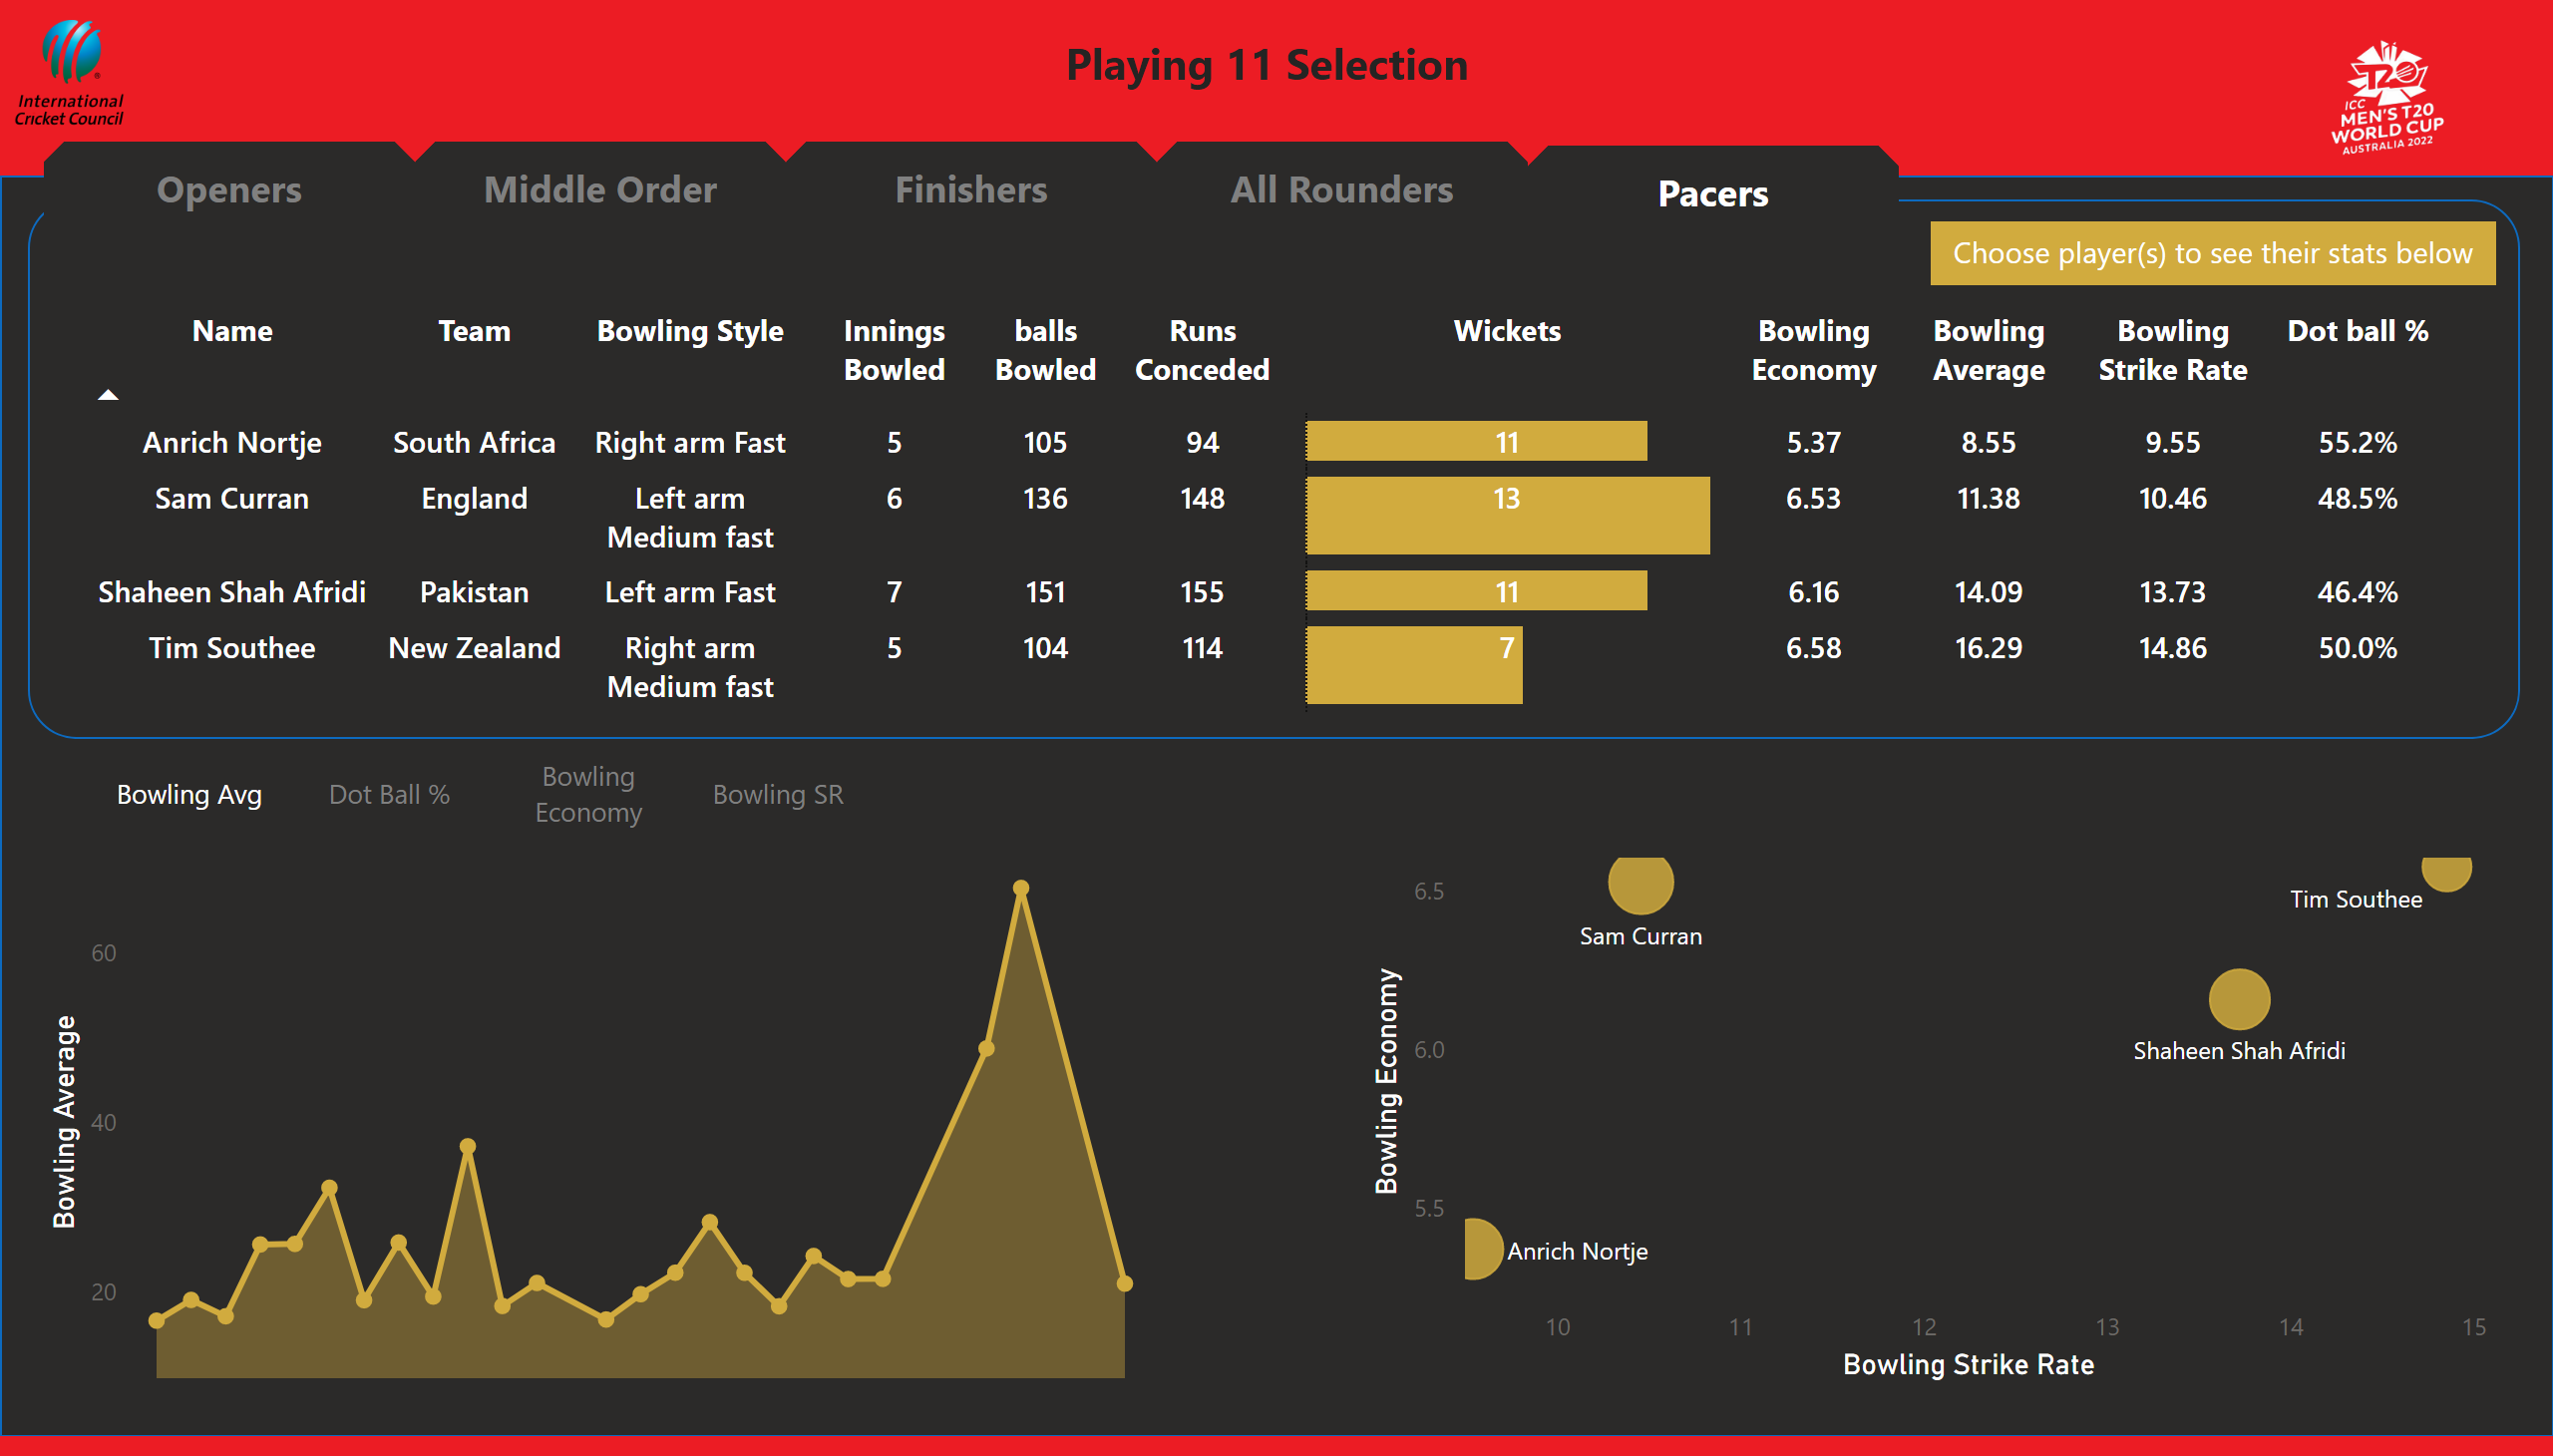 International
Cricket Council
Playing 11 Selection
T20
ICC
MEN'S T20
WORLD CUP
AUSTRALIA 2022
Openers Middle Order Finishers All Rounders Pacers
Choose player(s) to see their stats below
Name Team Bowling Style Innings Bowled balls Bowled Runs Conceded Wickets Bowling Economy Bowling Average Bowling Strike Rate Dot ball %
Anrich Nortje South Africa Right arm Fast 5 105 94 11 5.37 8.55 9.55 55.2%
Sam Curran England Left arm Medium fast 6 136 148 13 6.53 11.38 10.46 48.5%
Shaheen Shah Afridi Pakistan Left arm Fast 7 151 155 11 6.16 14.09 13.73 46.4%
Tim Southee New Zealand Right arm Medium fast 5 104 114 7 6.58 16.29 14.86 50.0%
Bowling Avg Dot Ball % Bowling Economy Bowling SR
Bowling Average
60
40
20
Bowling Economy
6.5
6.0
5.5
Sam Curran
Tim Southee
Shaheen Shah Afridi
Anrich Nortje
10 11 12 13 14 15
Bowling Strike Rate